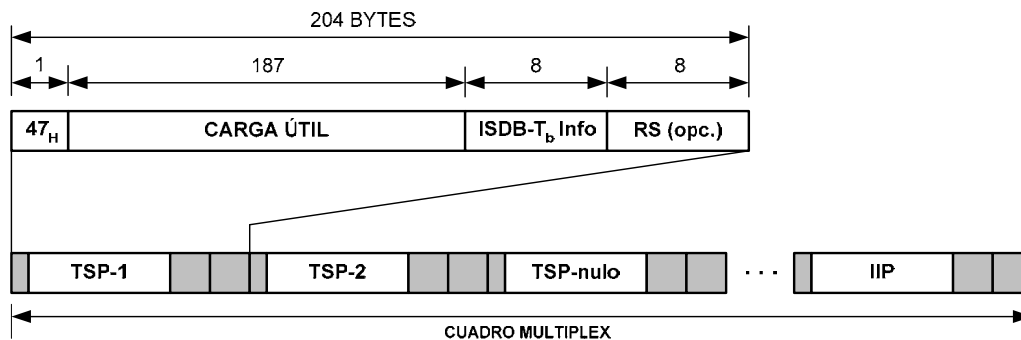 204 BYTES
1 187 8 8
47H CARGA ÚTIL ISDB-Tb Info RS (opc.)
TSP-1 TSP-2 TSP-nulo . . . IIP
CUADRO MULTIPLEX